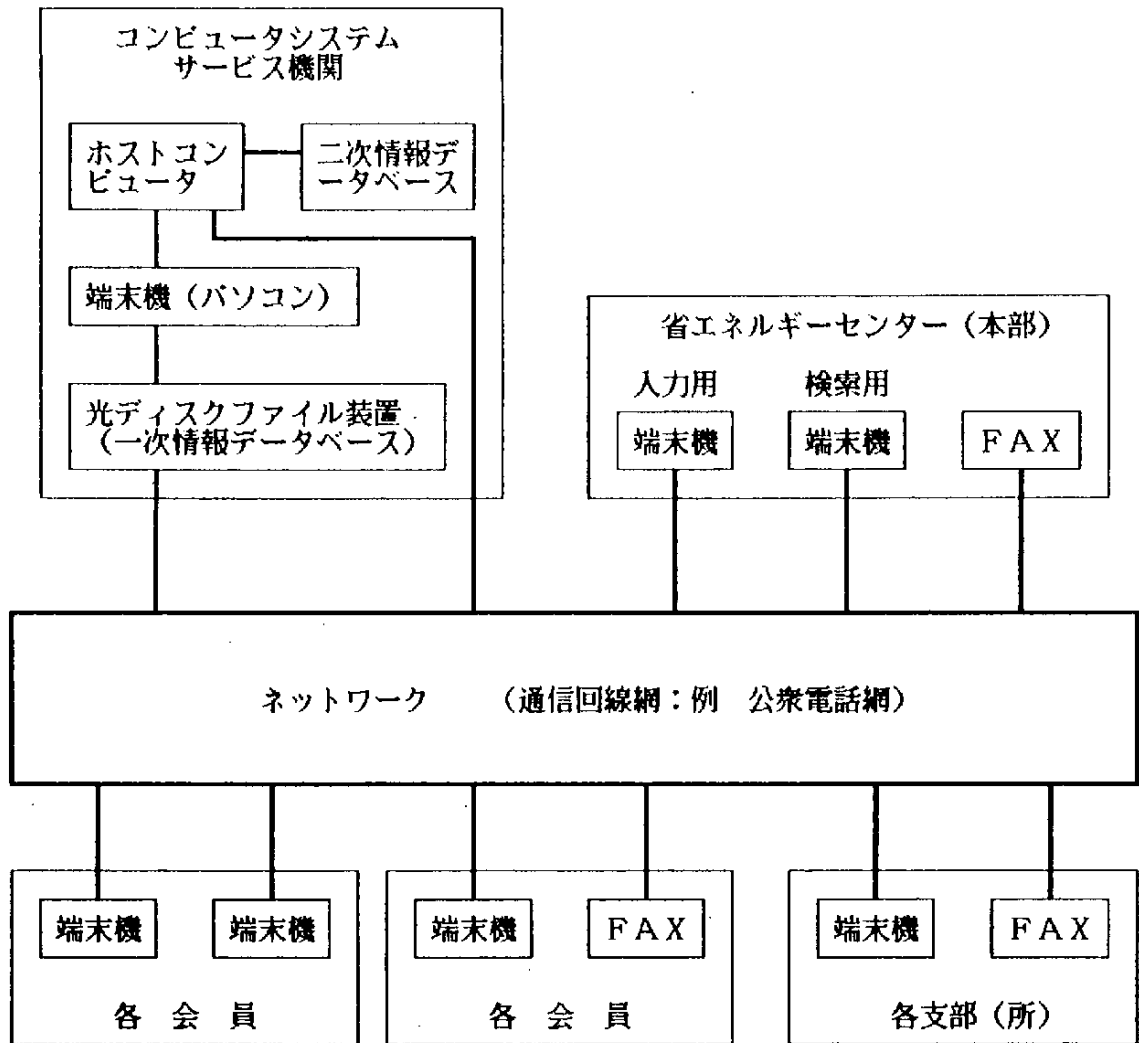 コンピュータシステム
サービス機関
ホストコン
ピュータ
二次情報デ
ータベース
端末機（パソコン）
光ディスクファイル装置
（一次情報データベース）
省エネルギーセンター（本部）
入力用
検索用
端末機
端末機
ＦＡＸ
ネットワーク　　（通信回線網：例　公衆電話網）
端末機
端末機
各　会　員
端末機
ＦＡＸ
各　会　員
端末機
ＦＡＸ
各支部（所）